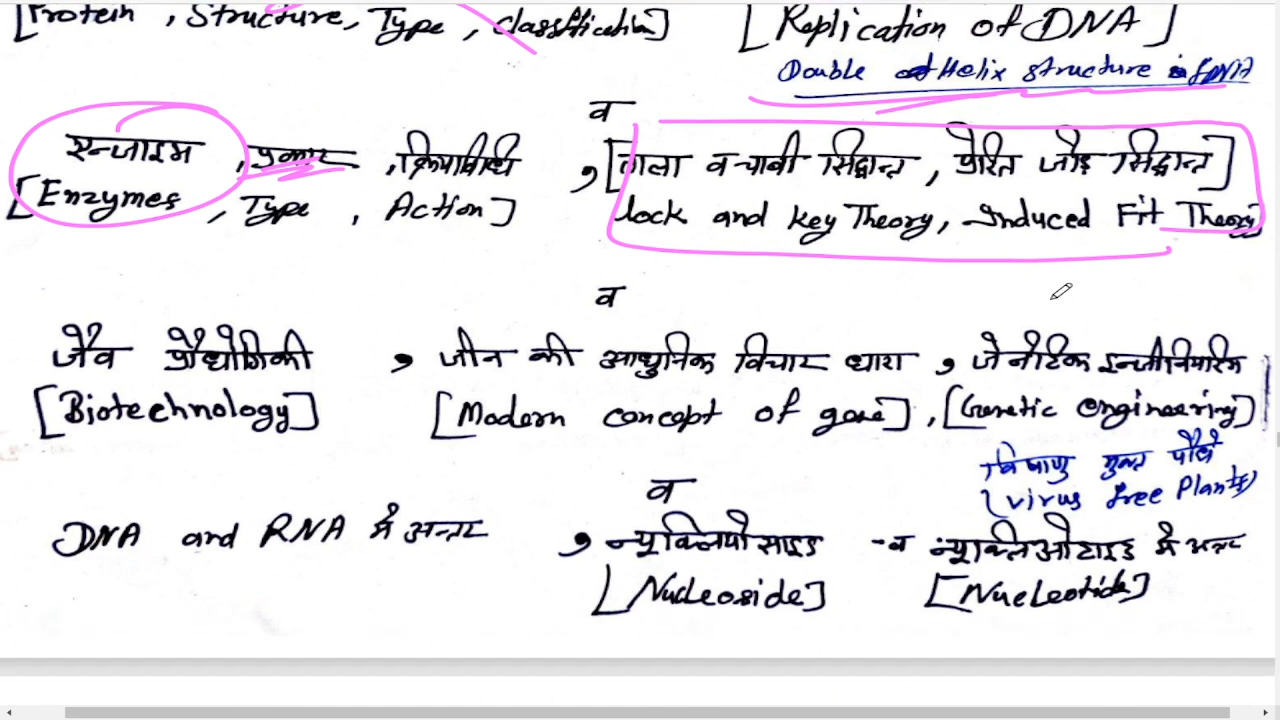 [Protein, Structure, Type, Classification] [Replication of DNA]
Double Helix structure of DNA
व
एन्जाइम, प्रकार, क्रियाविधि, [ताला व चाबी सिद्धान्त, प्रेरित जोड़ सिद्धान्त]
[Enzymes, Type, Action] lock and key Theory, Induced Fit Theory]
व
जैव प्रौद्योगिकी, जीन की आधुनिक विचार धारा, जेनेटिक इन्जीनियरिंग
[Biotechnology] [Modern concept of gene], [Genetic engineering]
विषाणु मुक्त पौधे
(virus free Plants)
व
DNA and RNA में अन्तर, न्यूक्लियोसाइड व न्यूक्लिओटाइड में अन्तर
[Nucleoside] [Nucleotide]